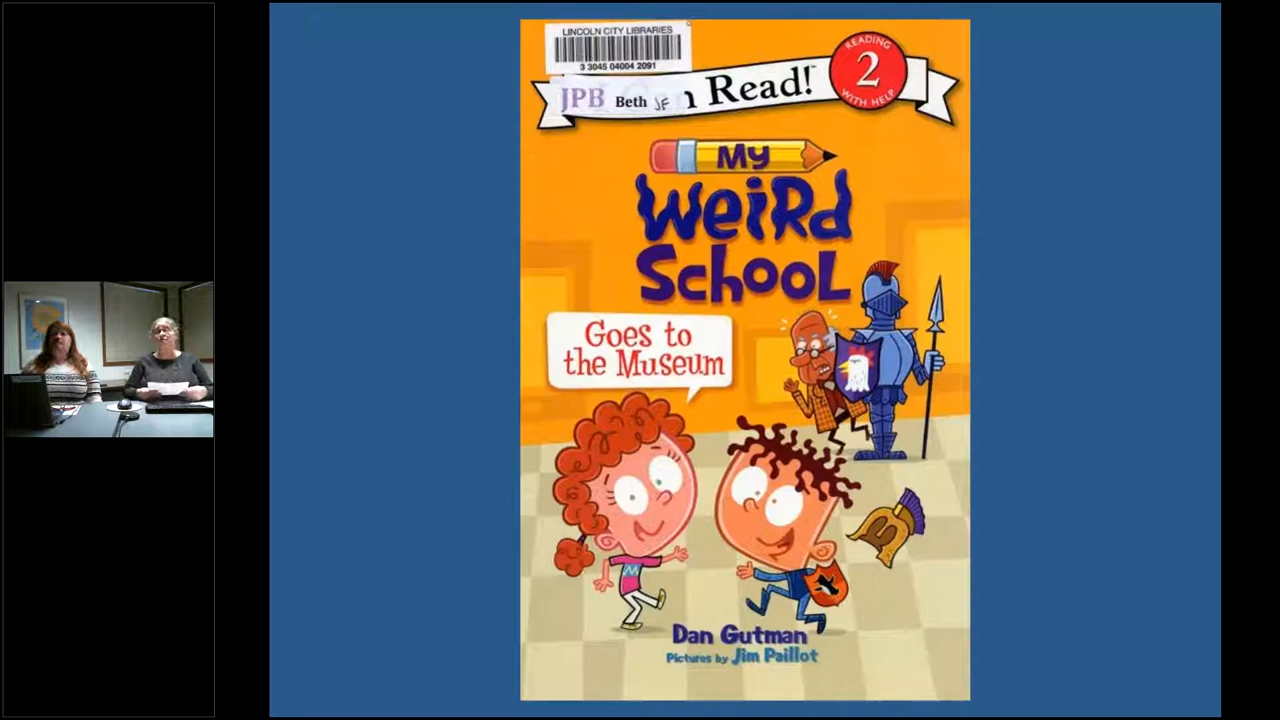 LINCOLN CITY LIBRARIES
3 3045 04004 2091
JPB Beth JF n Read!™
READING
2
WITH HELP
My
Weird
School
Goes to
the Museum
Dan Gutman
Pictures by Jim Paillot